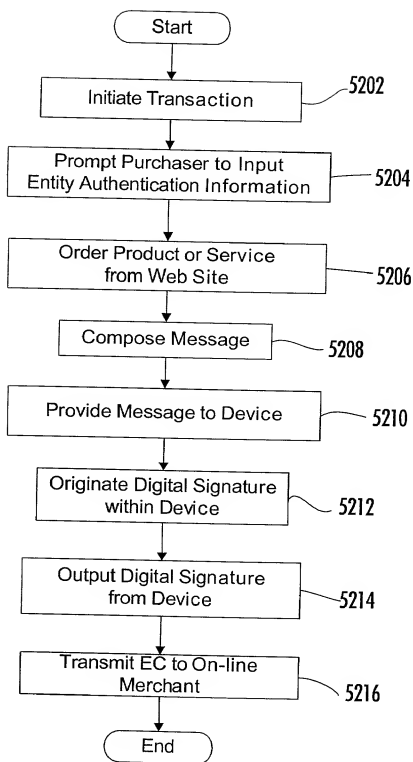 Start
Initiate Transaction
5202
Prompt Purchaser to Input
Entity Authentication Information
5204
Order Product or Service
from Web Site
5206
Compose Message
5208
Provide Message to Device
5210
Originate Digital Signature
within Device
5212
Output Digital Signature
from Device
5214
Transmit EC to On-line
Merchant
5216
End